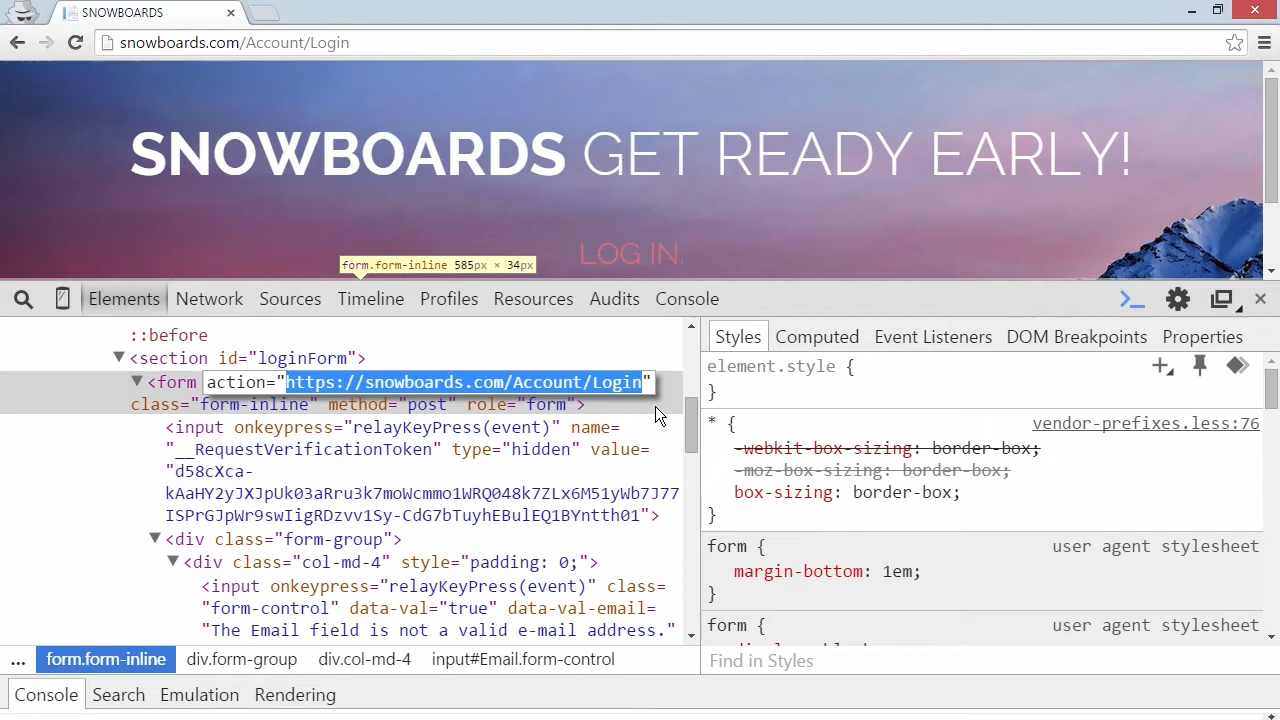 SNOWBOARDS
snowboards.com/Account/Login
SNOWBOARDS GET READY EARLY!
LOG IN.
form.form-inline 585px × 34px
Elements Network Sources Timeline Profiles Resources Audits Console
::before
<section id="loginForm">
<form action="https://snowboards.com/Account/Login"
class="form-inline" method="post" role="form">
<input onkeypress="relayKeyPress(event)" name=
"__RequestVerificationToken" type="hidden" value=
"d58cXca-
kAaHY2yJXJpUk03aRru3k7moWcmmo1WRQ048k7ZLx6M51yWb7J77
ISPrGJpWr9swIigRDzvv1Sy-CdG7bTuyhEBulEQ1BYntth01">
<div class="form-group">
<div class="col-md-4" style="padding: 0;">
<input onkeypress="relayKeyPress(event)" class=
"form-control" data-val="true" data-val-email=
"The Email field is not a valid e-mail address."
... form.form-inline div.form-group div.col-md-4 input#Email.form-control
Styles Computed Event Listeners DOM Breakpoints Properties
element.style {
}
* { vendor-prefixes.less:76
-webkit-box-sizing: border-box;
-moz-box-sizing: border-box;
box-sizing: border-box;
}
form { user agent stylesheet
margin-bottom: 1em;
}
form { user agent stylesheet
Find in Styles
Console Search Emulation Rendering